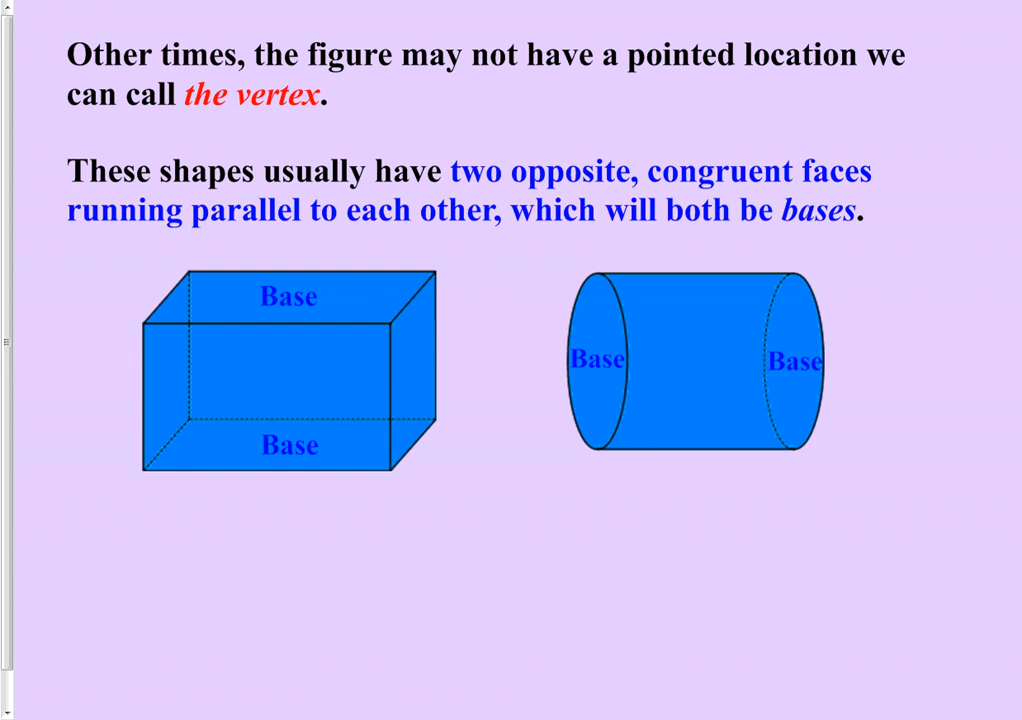 Other times, the figure may not have a pointed location we
can call the vertex.
These shapes usually have two opposite, congruent faces
running parallel to each other, which will both be bases.
Base
Base
Base
Base